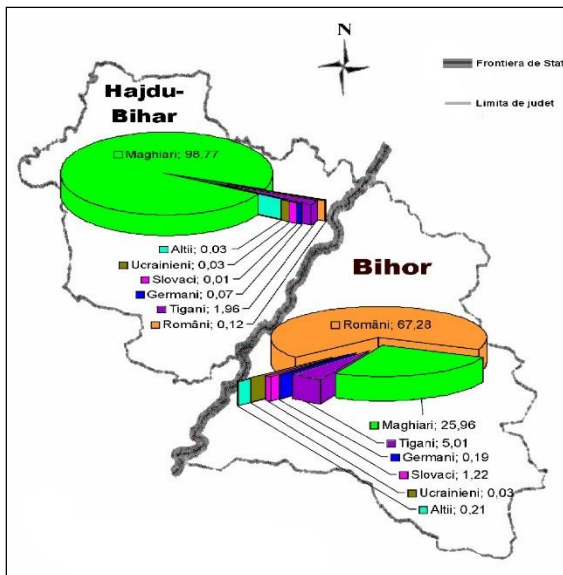 N
Frontiera de Stat
Limita de judet
Hajdu-
Bihar
Maghiari; 98,77
Altii; 0,03
Ucrainieni; 0,03
Slovaci; 0,01
Germani; 0,07
Tigani; 1,96
Români; 0,12
Bihor
Români; 67,28
Maghiari; 25,96
Tigani; 5,01
Germani; 0,19
Slovaci; 1,22
Ucrainieni; 0,03
Altii; 0,21